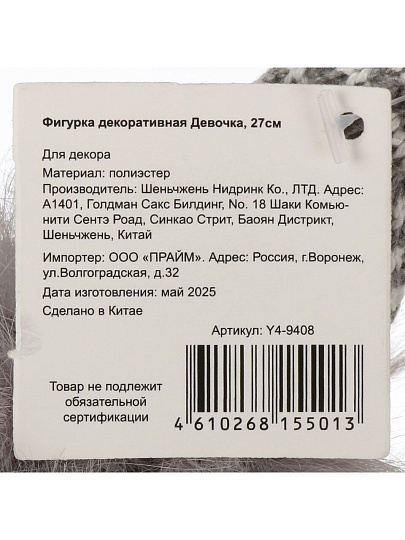 Фигурка декоративная Девочка, 27см
Для декора
Материал: полиэстер
Производитель: Шеньчжень Нидринк Ко., ЛТД. Адрес:
А1401, Голдман Сакс Билдинг, No. 18 Шаки Комью-
нити Сентэ Роад, Синкао Стрит, Баоян Дистрикт,
Шеньчжень, Китай
Импортер: ООО «ПРАЙМ». Адрес: Россия, г.Воронеж,
ул.Волгоградская, д.32
Дата изготовления: май 2025
Сделано в Китае
Артикул: Y4-9408
Товар не подлежит
обязательной
сертификации
4 610268 155013